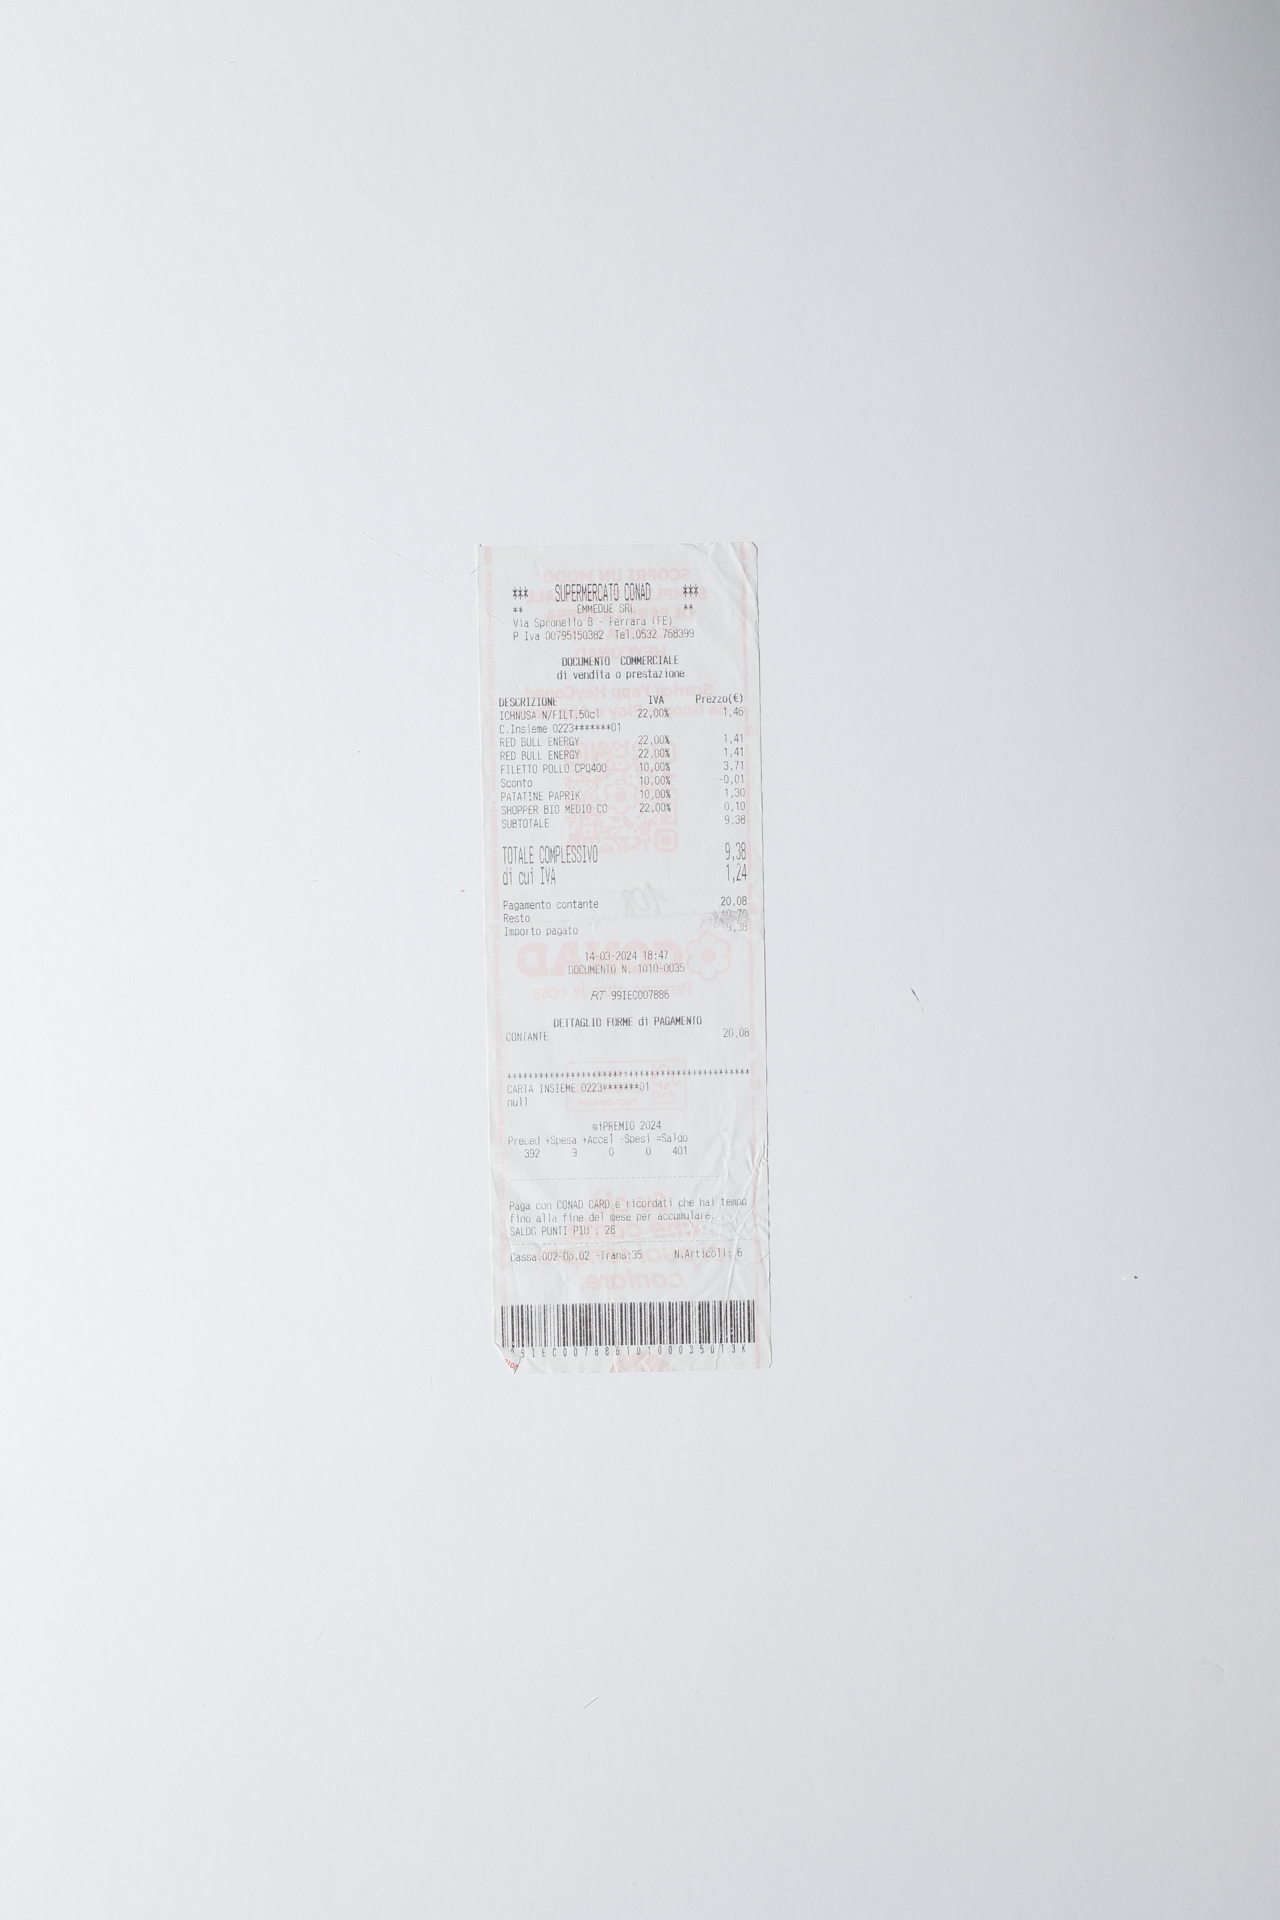 *** SUPERMERCATO CONAD ***
** EMMEDUE SRL **
Via Spronello 8 - Ferrara (FE)
P Iva 00795150382 Tel.0532 768399
DOCUMENTO COMMERCIALE
di vendita o prestazione
DESCRIZIONE IVA Prezzo(€)
ICHNUSA N/FILT.50cl 22,00% 1,46
C.Insieme 0223*******01
RED BULL ENERGY 22,00% 1,41
RED BULL ENERGY 22,00% 1,41
FILETTO POLLO CPQ400 10,00% 3,71
Sconto 10,00% -0,01
PATATINE PAPRIK 10,00% 1,30
SHOPPER BIO MEDIO CO 22,00% 0,10
SUBTOTALE 9,38
TOTALE COMPLESSIVO 9,38
di cui IVA 1,24
Pagamento contante 20,08
Resto
Importo pagato 9,38
14-03-2024 18:47
DOCUMENTO N. 1010-0035
RT 99IEC007886
DETTAGLIO FORME di PAGAMENTO
CONTANTE 20,08
************************************************
CARTA INSIEME 0223*******01
null
miPREMIO 2024
Preced +Spesa +Accel -Spesi =Saldo
392 9 0 0 401
Paga con CONAD CARD e ricordati che hai tempo
fino alla fine del mese per accumulare.
SALDO PUNTI PIU': 28
Cassa:002-Op.02 -Trans:35 N.Articoli: 6